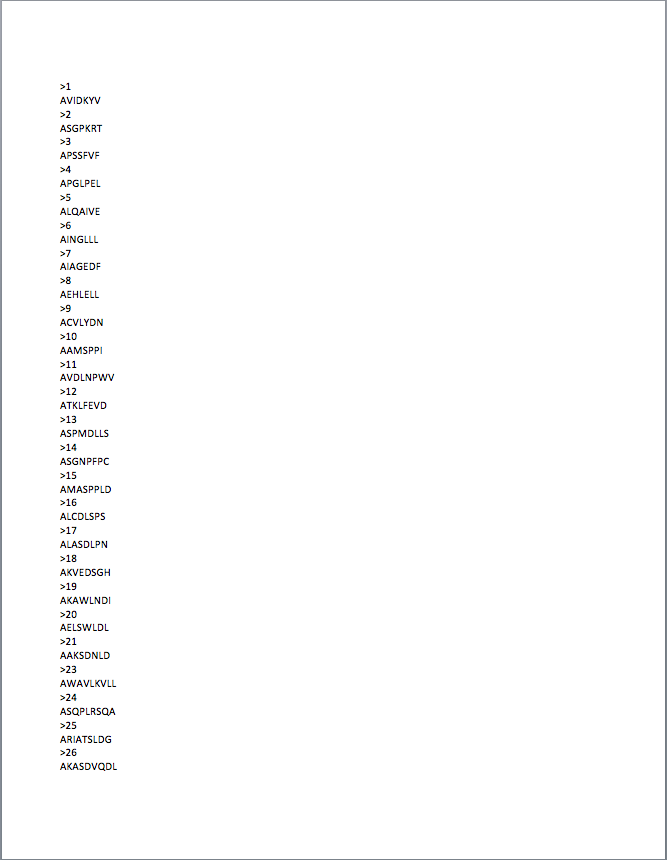 >1
AVIDKYV
>2
ASGPKRT
>3
APSSFVF
>4
APGLPEL
>5
ALQAIVE
>6
AINGLLL
>7
AIAGEDF
>8
AEHLELL
>9
ACVLYDN
>10
AAMSPPI
>11
AVDLNPWV
>12
ATKLFEVD
>13
ASPMDLLS
>14
ASGNPFPC
>15
AMASPPLD
>16
ALCDLSPS
>17
ALASDLPN
>18
AKVEDSGH
>19
AKAWLNDI
>20
AELSWLDL
>21
AAKSDNLD
>23
AWAVLKVLL
>24
ASQPLRSQA
>25
ARIATSLDG
>26
AKASDVQDL